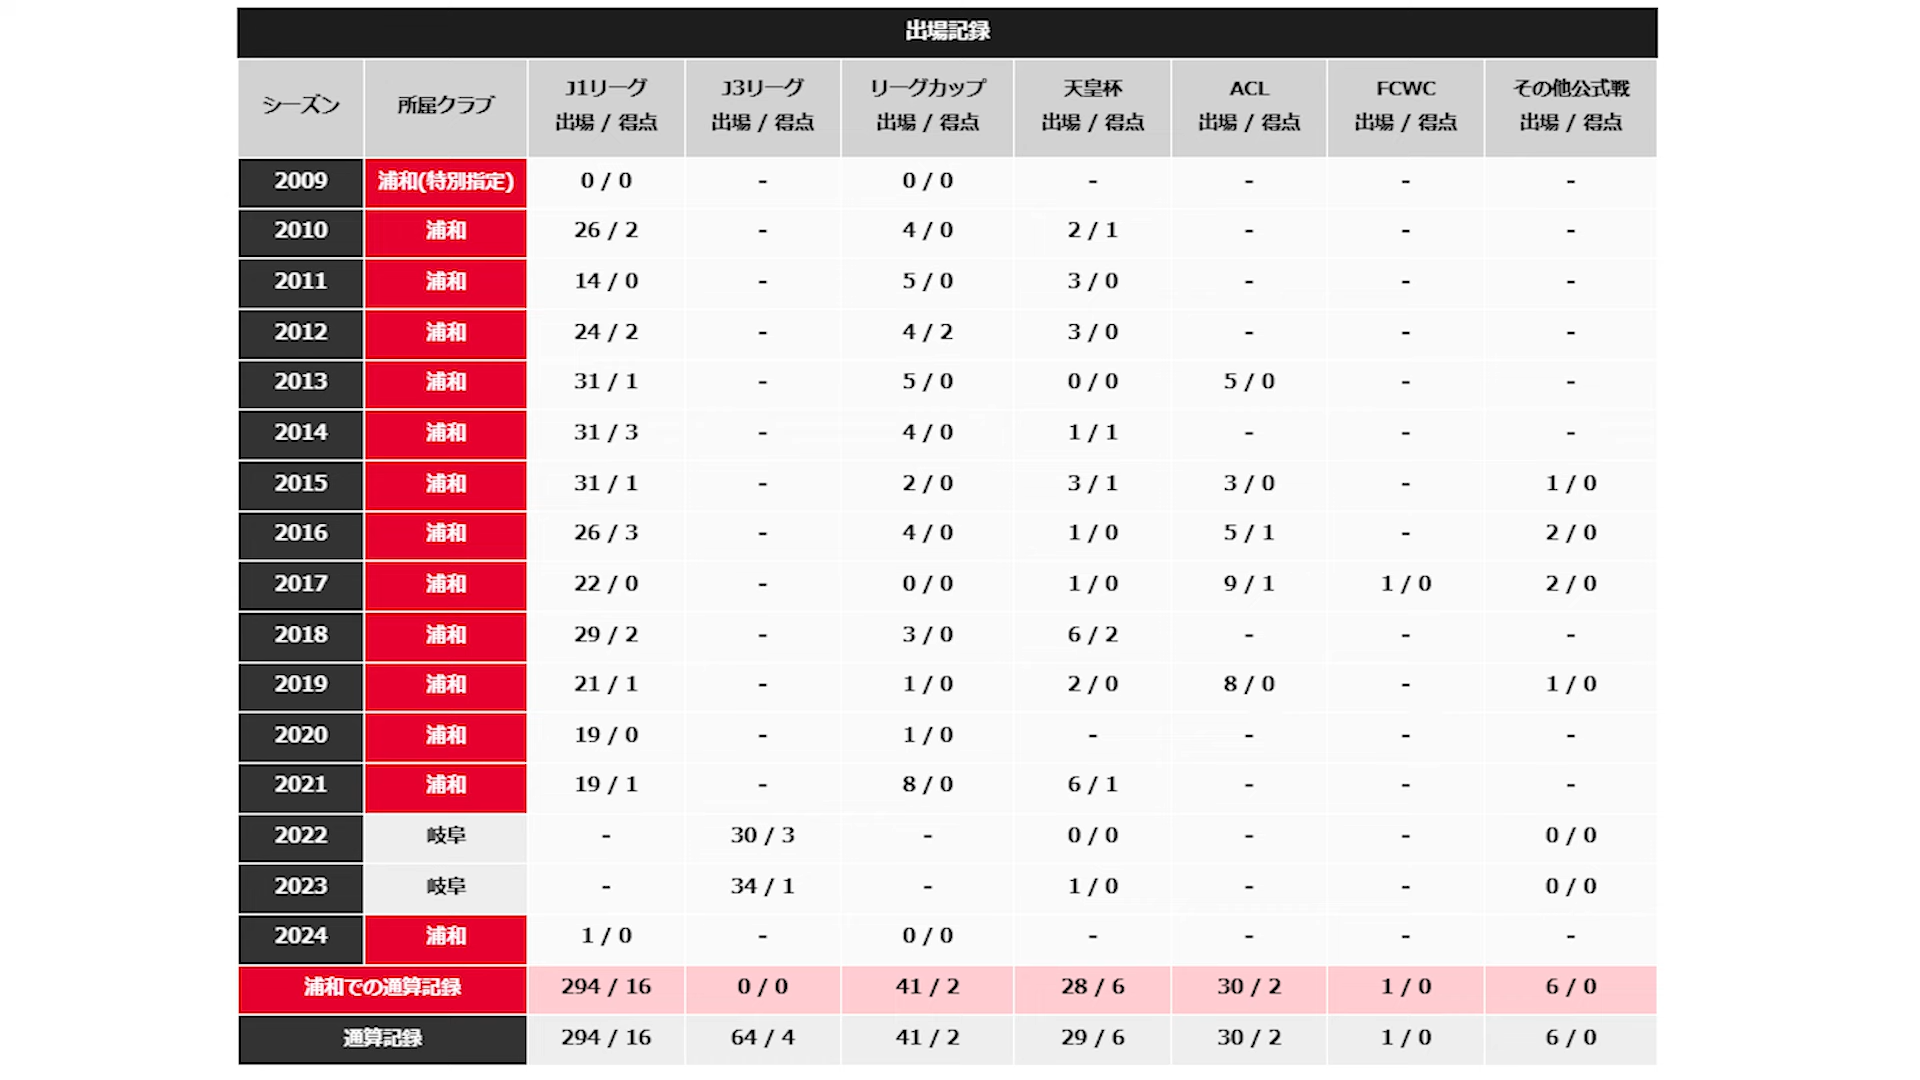 出場記録
シーズン 所屈クラブ J1リーグ 出場 / 得点 J3リーグ 出場 / 得点 リーグカップ 出場 / 得点 天皇杯 出場 / 得点 ACL 出場 / 得点 FCWC 出場 / 得点 その他公式戦 出場 / 得点
2009 浦和(特別指定) 0 / 0 - 0 / 0 - - - -
2010 浦和 26 / 2 - 4 / 0 2 / 1 - - -
2011 浦和 14 / 0 - 5 / 0 3 / 0 - - -
2012 浦和 24 / 2 - 4 / 2 3 / 0 - - -
2013 浦和 31 / 1 - 5 / 0 0 / 0 5 / 0 - -
2014 浦和 31 / 3 - 4 / 0 1 / 1 - - -
2015 浦和 31 / 1 - 2 / 0 3 / 1 3 / 0 - 1 / 0
2016 浦和 26 / 3 - 4 / 0 1 / 0 5 / 1 - 2 / 0
2017 浦和 22 / 0 - 0 / 0 1 / 0 9 / 1 1 / 0 2 / 0
2018 浦和 29 / 2 - 3 / 0 6 / 2 - - -
2019 浦和 21 / 1 - 1 / 0 2 / 0 8 / 0 - 1 / 0
2020 浦和 19 / 0 - 1 / 0 - - - -
2021 浦和 19 / 1 - 8 / 0 6 / 1 - - -
2022 岐阜 - 30 / 3 - 0 / 0 - - 0 / 0
2023 岐阜 - 34 / 1 - 1 / 0 - - 0 / 0
2024 浦和 1 / 0 - 0 / 0 - - - -
浦和での通算記録 294 / 16 0 / 0 41 / 2 28 / 6 30 / 2 1 / 0 6 / 0
通算記録 294 / 16 64 / 4 41 / 2 29 / 6 30 / 2 1 / 0 6 / 0